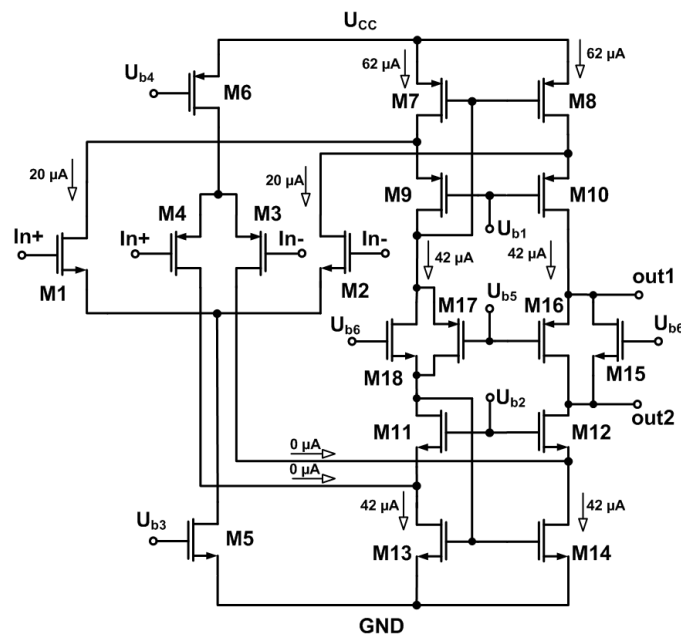 U_CC
62 µA
62 µA
U_b4
M6
M7
M8
20 µA
20 µA
M4
M3
M9
M10
In+
In+
In-
In-
U_b1
M1
M2
42 µA
42 µA
out1
M17
U_b5
M16
U_b6
U_b6
M18
M15
U_b2
out2
M11
M12
0 µA
0 µA
42 µA
42 µA
U_b3
M5
M13
M14
GND